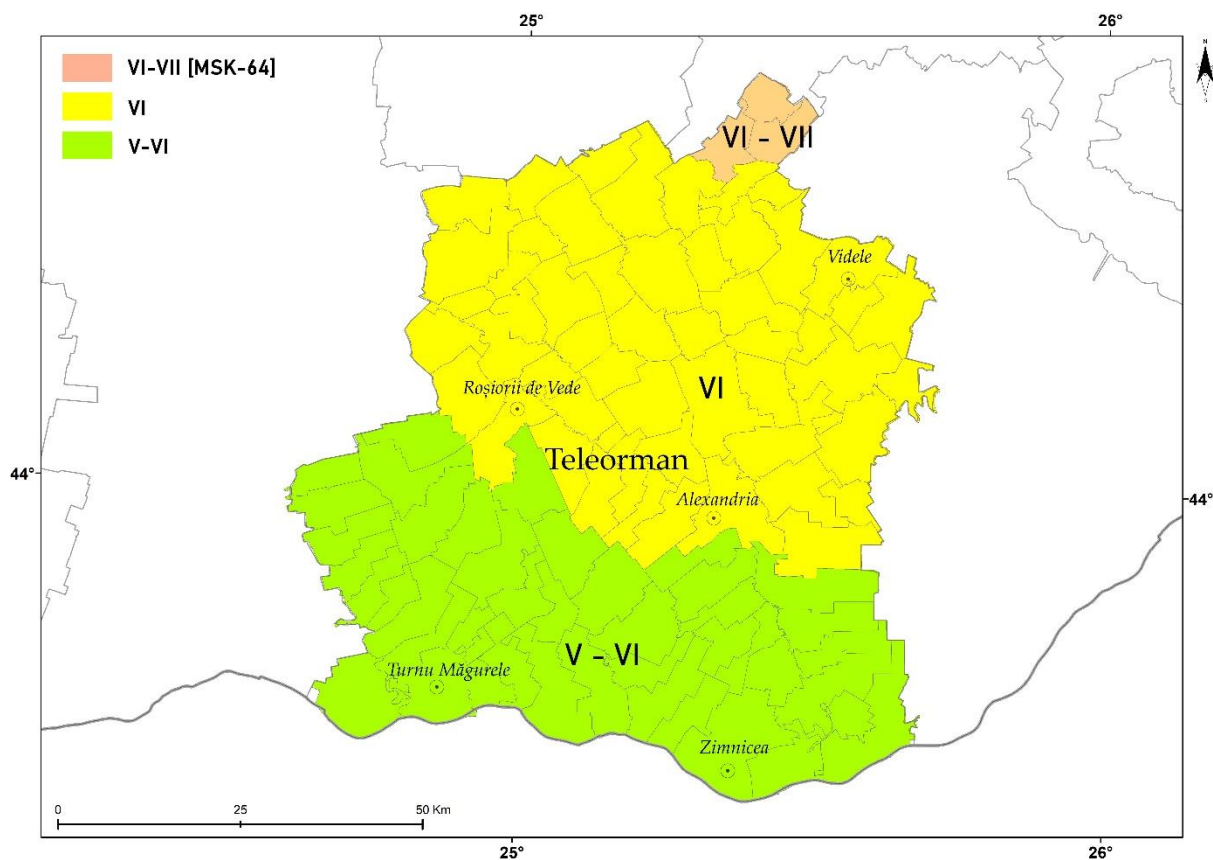 25°
26°
N
VI-VII [MSK-64]
VI
V-VI
VI - VII
Videle
Roșiorii de Vede
VI
44°
Teleorman
Alexandria
44°
V - VI
Turnu Măgurele
Zimnicea
0
25
50 Km
25°
26°